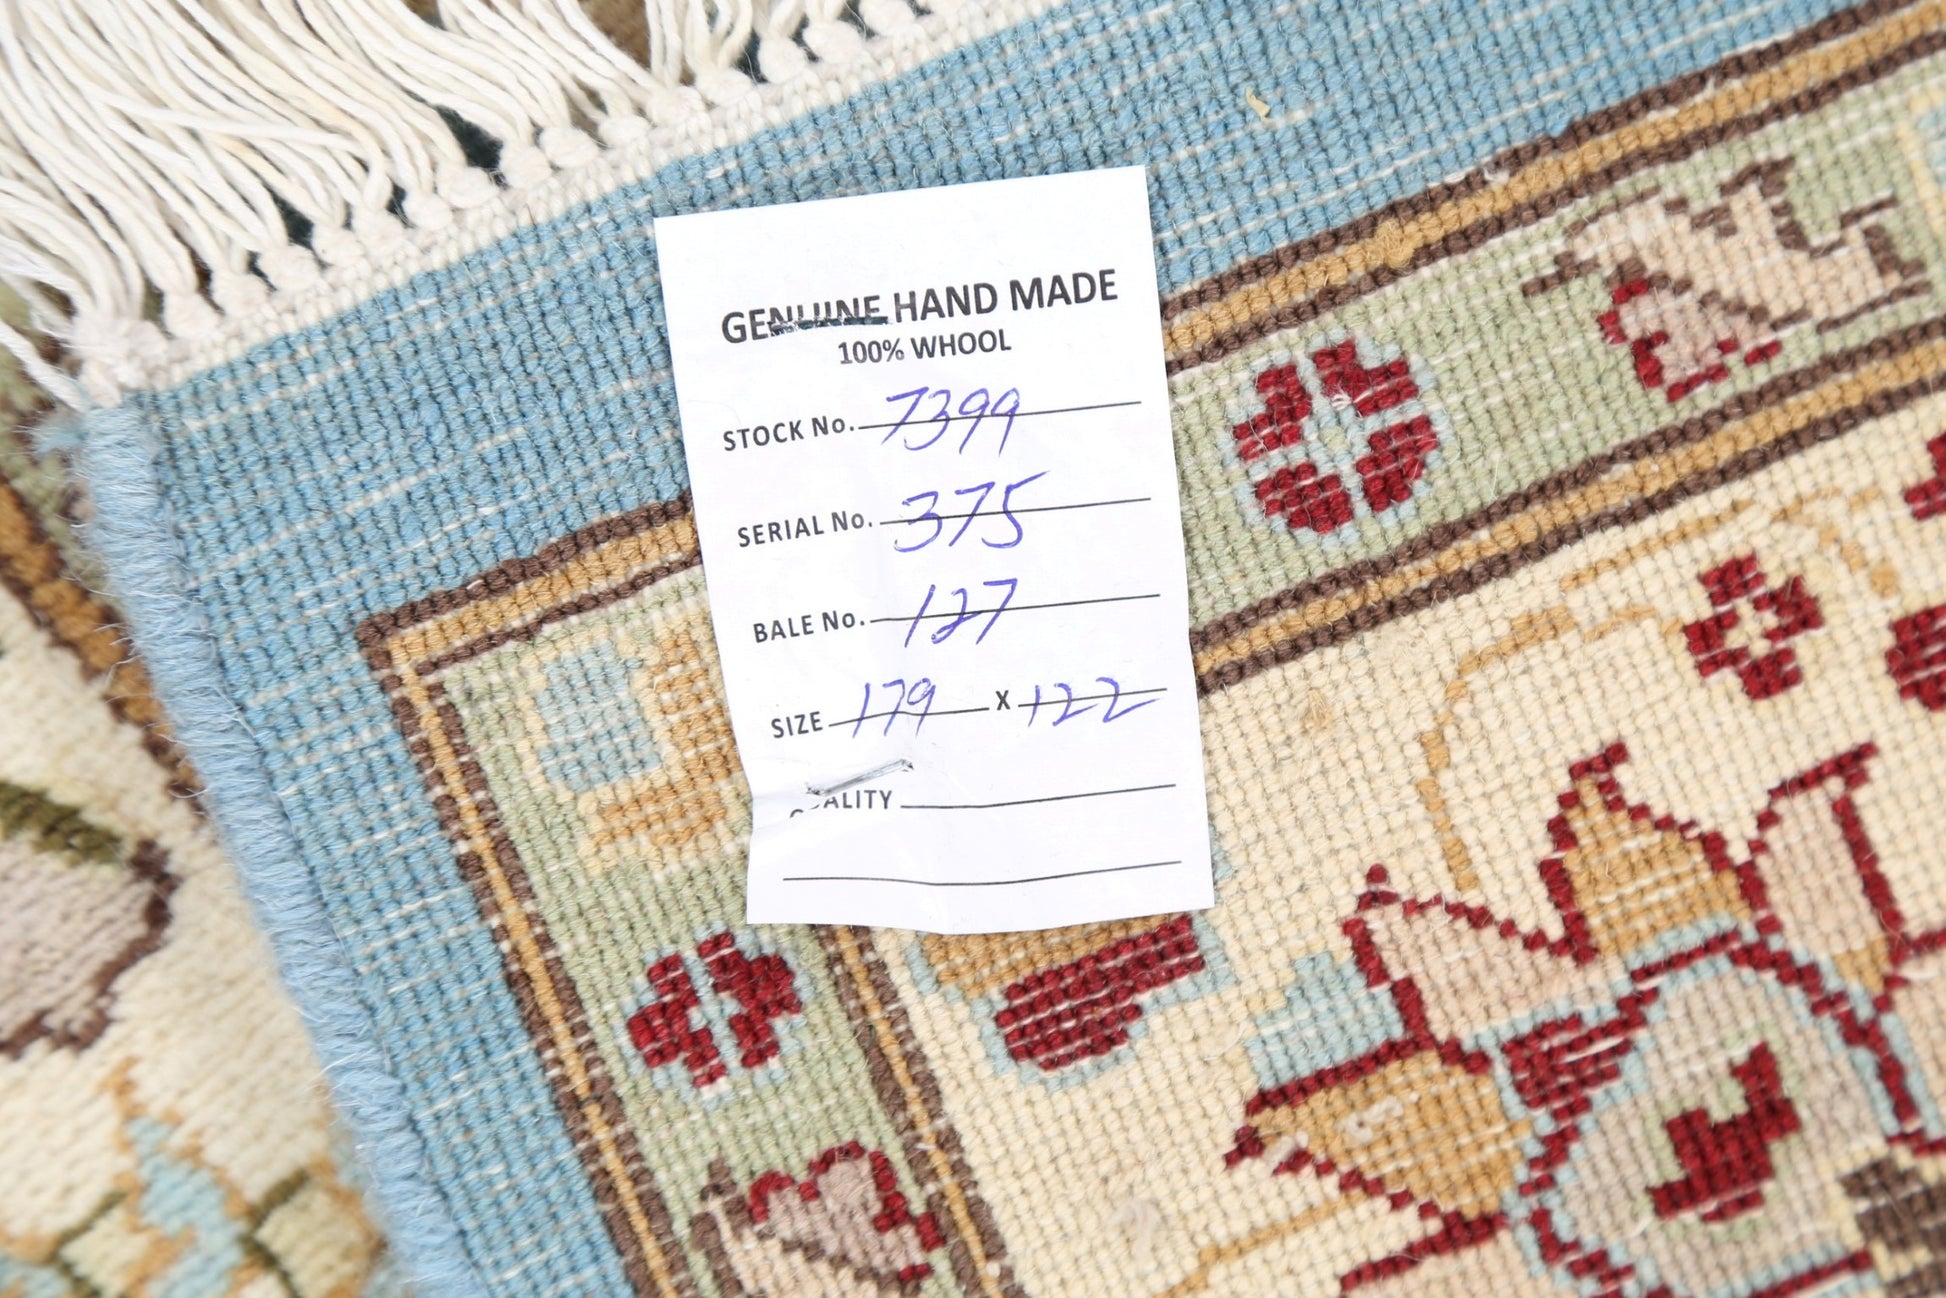 GENUINE HAND MADE
100% WHOOL
STOCK No. 7399
SERIAL No. 375
BALE No. 127
SIZE 179 X 122
QUALITY